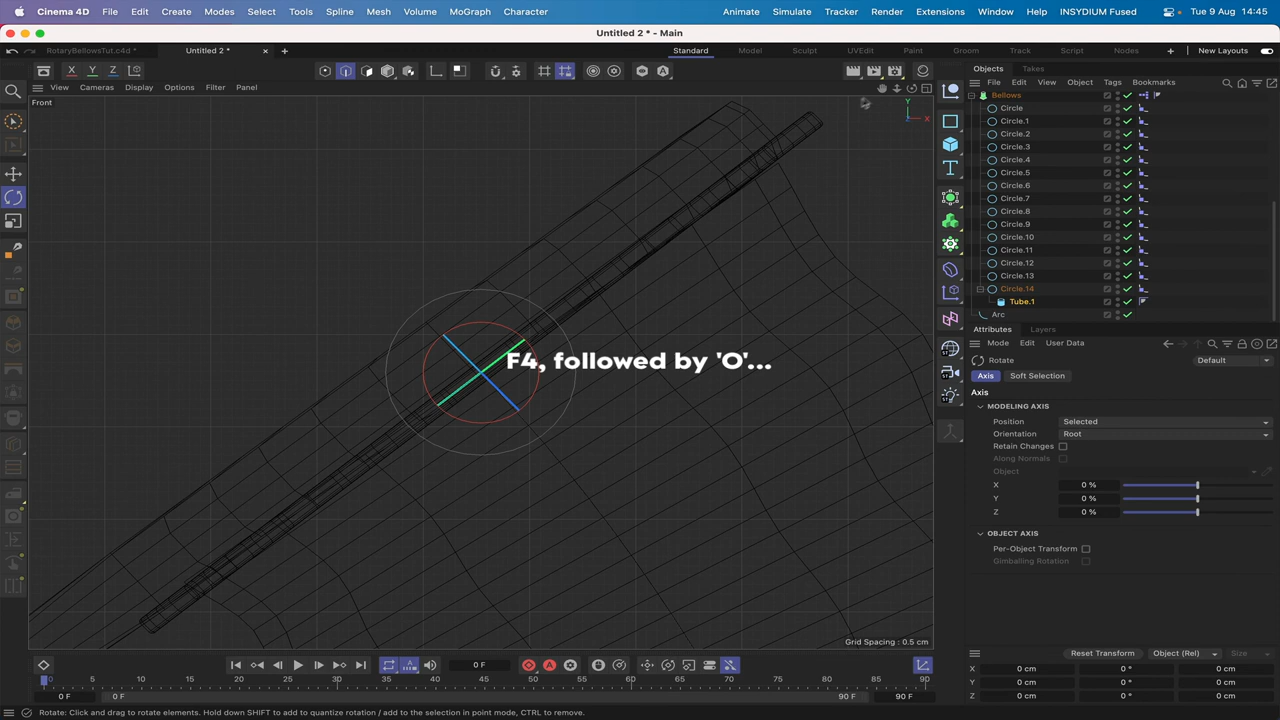 Cinema 4D File Edit Create Modes Select Tools Spline Mesh Volume MoGraph Character Animate Simulate Tracker Render Extensions Window Help INSYDIUM Fused Tue 9 Aug 14:45
Untitled 2 * - Main
RotaryBellowsTut.c4d * Untitled 2 * Standard Model Sculpt UVEdit Paint Groom Track Script Nodes New Layouts
X Y Z
Objects Takes
View Cameras Display Options Filter Panel
File Edit View Object Tags Bookmarks
Front
Y
X
Bellows
Circle
Circle.1
Circle.2
Circle.3
Circle.4
Circle.5
Circle.6
Circle.7
Circle.8
Circle.9
Circle.10
Circle.11
Circle.12
Circle.13
Circle.14
Tube.1
Arc
Attributes Layers
Mode Edit User Data
Rotate Default
F4, followed by 'O'...
Axis Soft Selection
Axis
MODELING AXIS
Position Selected
Orientation Root
Retain Changes
Along Normals
Object
X 0 %
Y 0 %
Z 0 %
OBJECT AXIS
Per-Object Transform
Gimballing Rotation
Grid Spacing : 0.5 cm
Reset Transform Object (Rel) Size
0 F
X 0 cm 0 ° 0 cm
Y 0 cm 0 ° 0 cm
Z 0 cm 0 ° 0 cm
0 5 10 15 20 25 30 35 40 45 50 55 60 65 70 75 80 85 90
0 F 0 F 90 F 90 F
Rotate: Click and drag to rotate elements. Hold down SHIFT to add to quantize rotation / add to the selection in point mode, CTRL to remove.